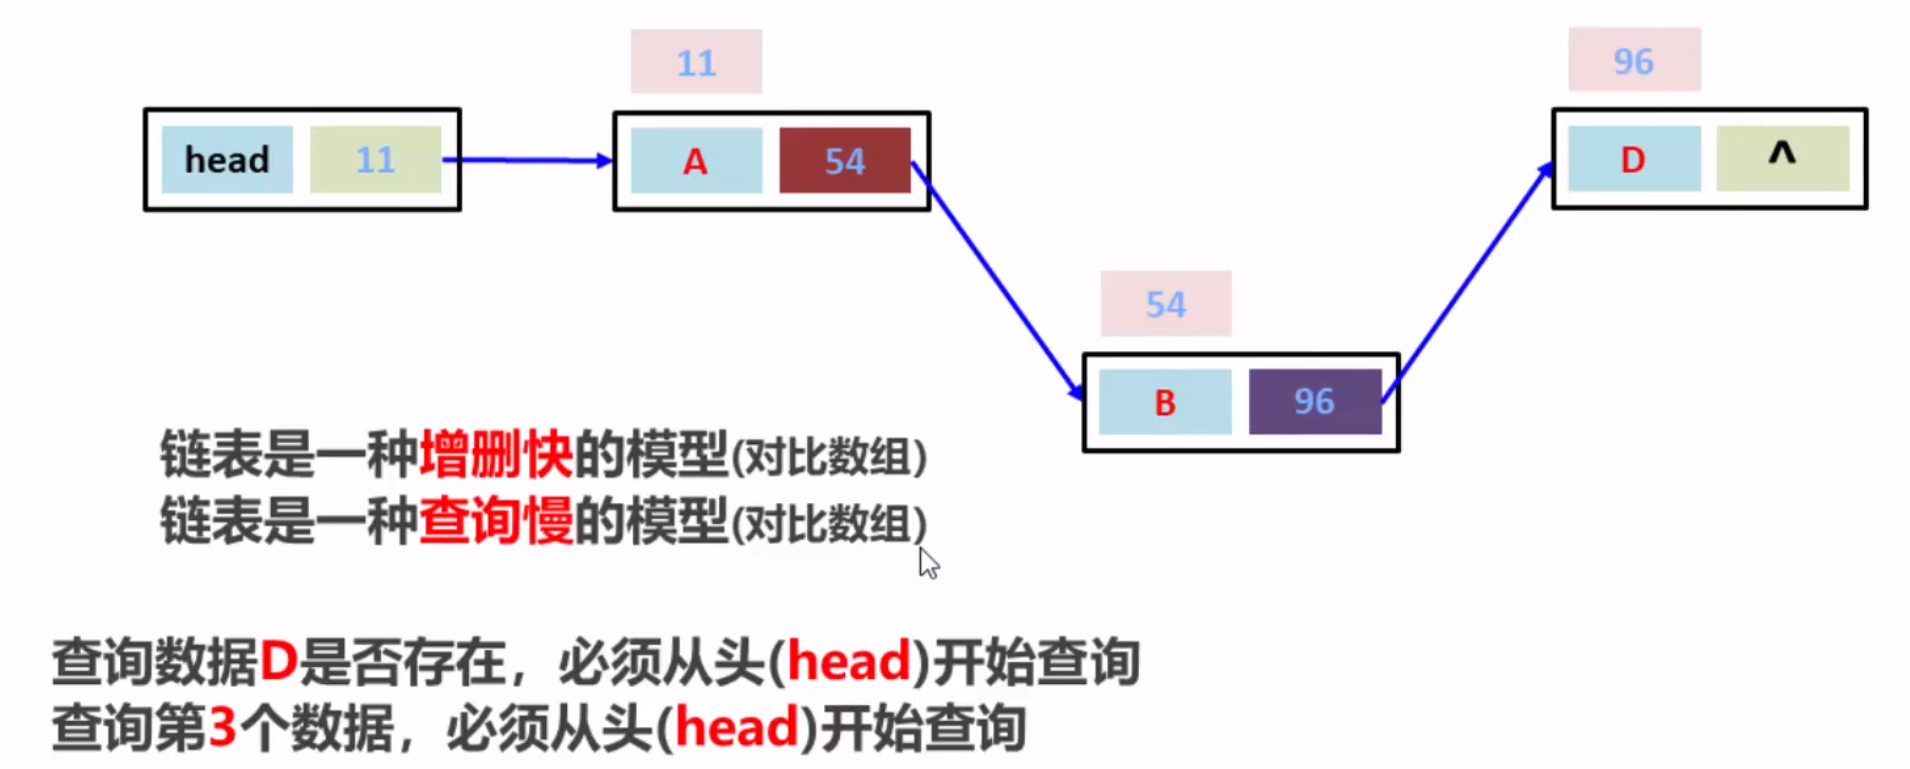 11
96
head 11
A 54
D ^
54
B 96
链表是一种增删快的模型(对比数组)
链表是一种查询慢的模型(对比数组)
查询数据D是否存在，必须从头(head)开始查询
查询第3个数据，必须从头(head)开始查询